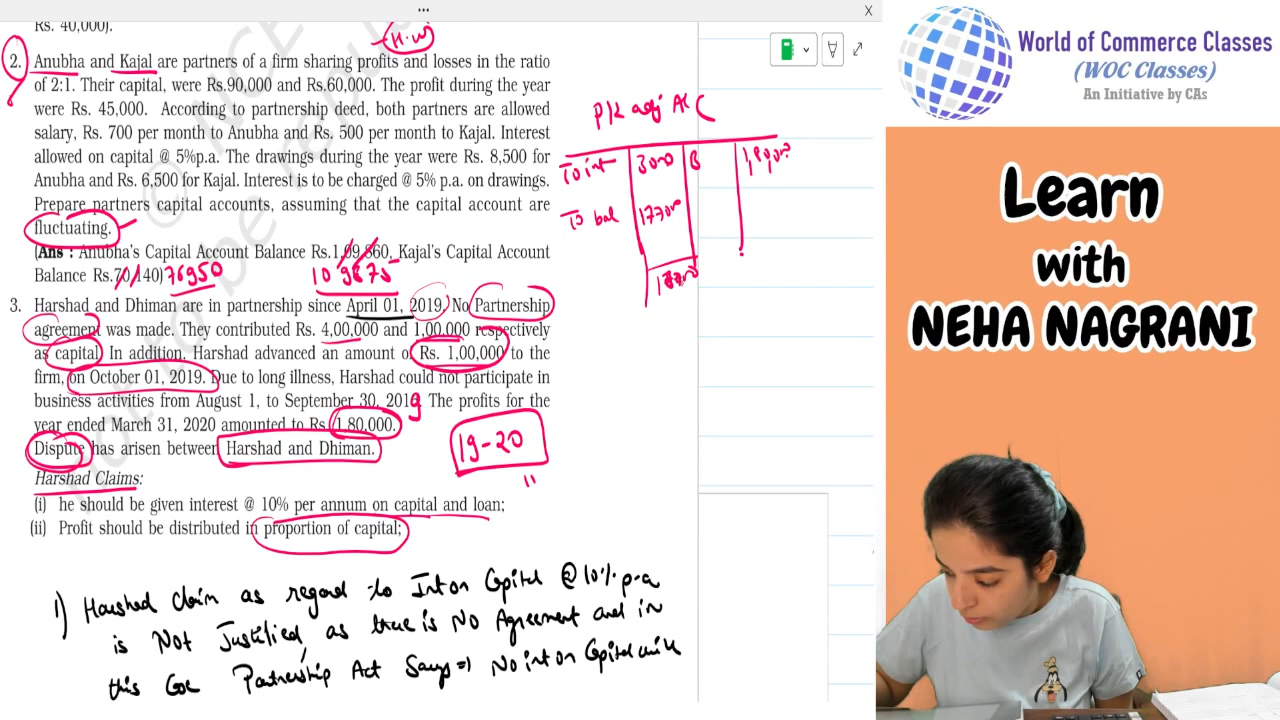 Rs. 40,000).
H.W
2. Anubha and Kajal are partners of a firm sharing profits and losses in the ratio
of 2:1. Their capital, were Rs.90,000 and Rs.60,000. The profit during the year
were Rs. 45,000. According to partnership deed, both partners are allowed
salary, Rs. 700 per month to Anubha and Rs. 500 per month to Kajal. Interest
allowed on capital @ 5%p.a. The drawings during the year were Rs. 8,500 for
Anubha and Rs. 6,500 for Kajal. Interest is to be charged @ 5% p.a. on drawings.
Prepare partners capital accounts, assuming that the capital account are
fluctuating.
(Ans : Anubha's Capital Account Balance Rs.1,09,860, Kajal's Capital Account
Balance Rs.70,140) 76950 109875
3. Harshad and Dhiman are in partnership since April 01, 2019. No Partnership
agreement was made. They contributed Rs. 4,00,000 and 1,00,000 respectively
as capital. In addition, Harshad advanced an amount of Rs. 1,00,000 to the
firm, on October 01, 2019. Due to long illness, Harshad could not participate in
business activities from August 1, to September 30, 2019. The profits for the
year ended March 31, 2020 amounted to Rs. 1,80,000.
Dispute has arisen between Harshad and Dhiman.
19-20
Harshad Claims:
(i) he should be given interest @ 10% per annum on capital and loan;
(ii) Profit should be distributed in proportion of capital;
1) Harshad Claim as regard to Int on Capital @ 10% p.a
is Not Justified, as there is No Agreement and in
this Case Partnership Act Says => No int on Capital will
P/L adj A/C
To int 3000 B 1,80,000
To bal 177000
180000
World of Commerce Classes
(WOC Classes)
An Initiative by CAs
Learn
with
NEHA NAGRANI